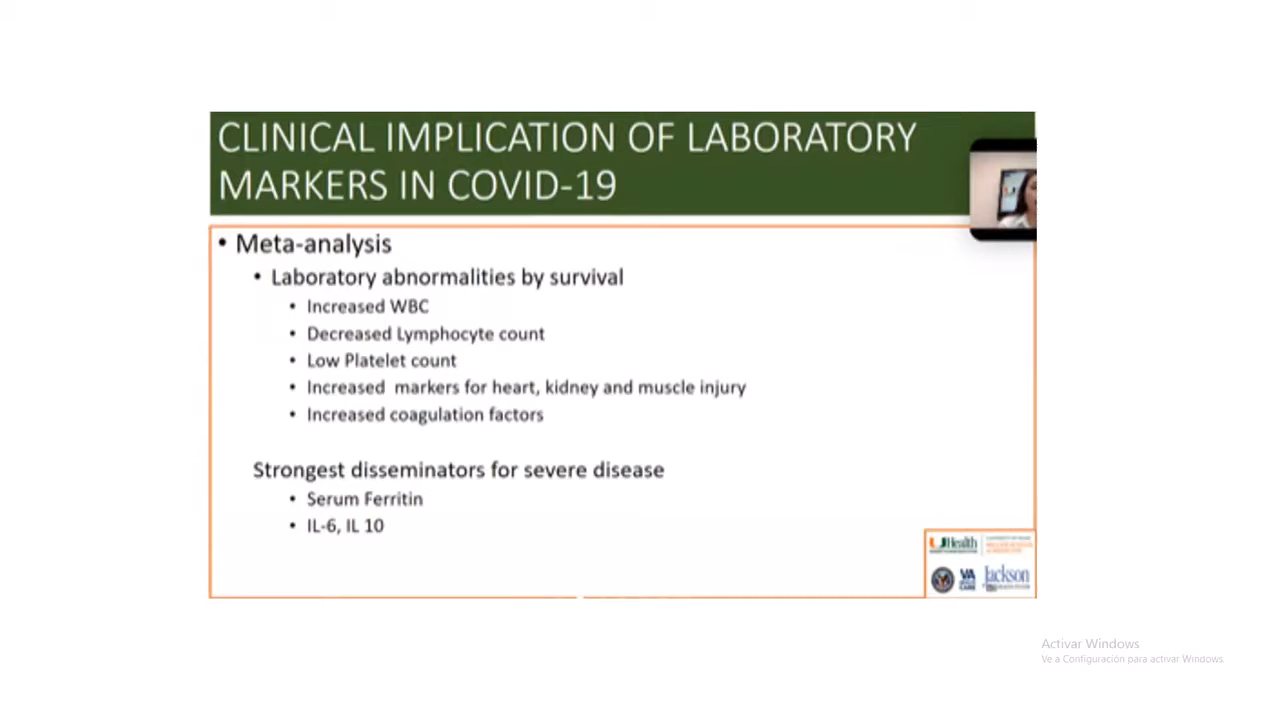 CLINICAL IMPLICATION OF LABORATORY
MARKERS IN COVID-19
• Meta-analysis
• Laboratory abnormalities by survival
• Increased WBC
• Decreased Lymphocyte count
• Low Platelet count
• Increased markers for heart, kidney and muscle injury
• Increased coagulation factors
Strongest disseminators for severe disease
• Serum Ferritin
• IL-6, IL 10
UHealth
VA
Jackson
Activar Windows
Ve a Configuración para activar Windows.